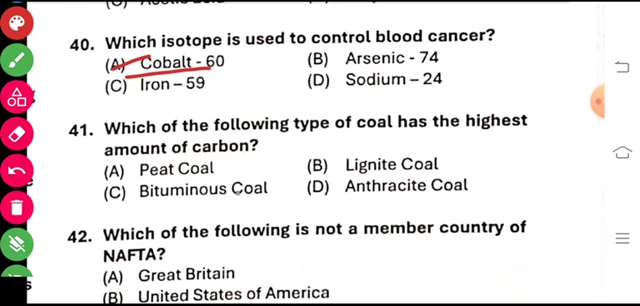 40. Which isotope is used to control blood cancer?
(A) Cobalt - 60 (B) Arsenic - 74
(C) Iron – 59 (D) Sodium – 24
41. Which of the following type of coal has the highest
amount of carbon?
(A) Peat Coal (B) Lignite Coal
(C) Bituminous Coal (D) Anthracite Coal
42. Which of the following is not a member country of
NAFTA?
(A) Great Britain
(B) United States of America